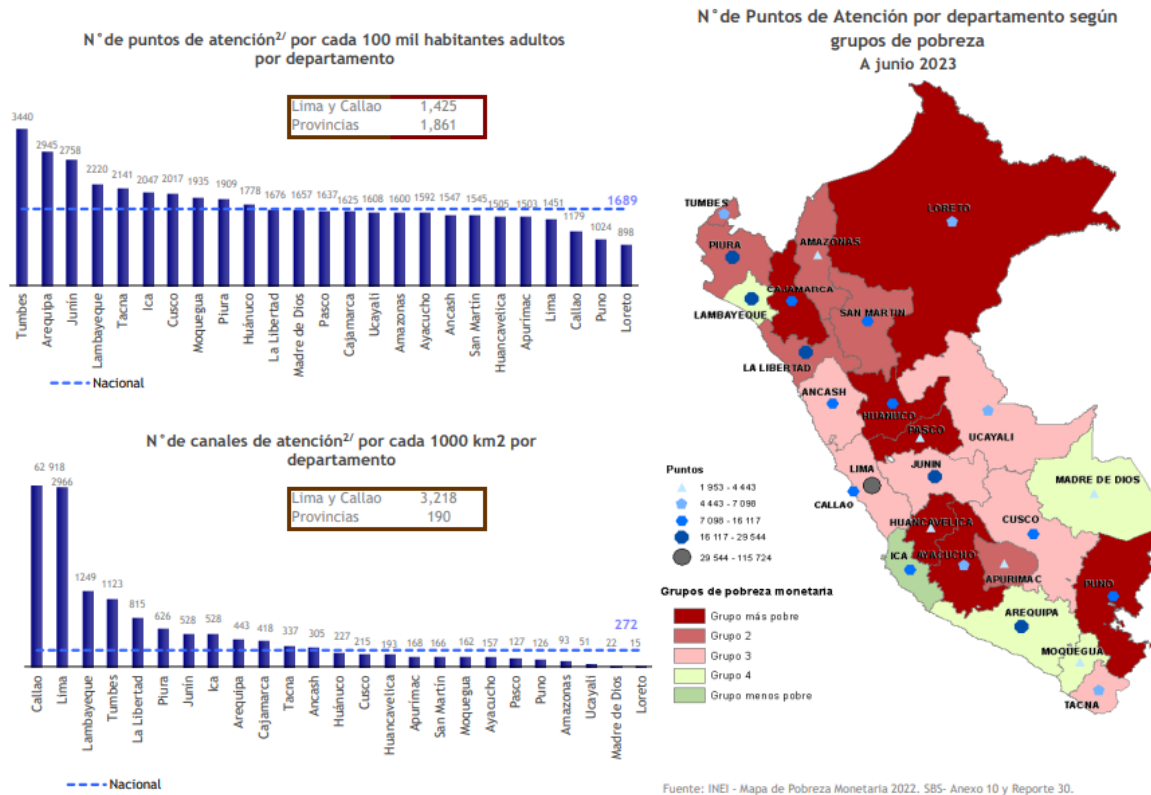 N°de puntos de atención2/ por cada 100 mil habitantes adultos
por departamento
Lima y Callao 1,425
Provincias 1,861
3440 2945 2758 2220 2141 2047 2017 1935 1909 1778 1676 1657 1637 1625 1608 1600 1592 1547 1545 1505 1503 1451 1179 1024 898
1689
Tumbes Arequipa Junín Lambayeque Tacna Ica Cusco Moquegua Piura Huánuco La Libertad Madre de Dios Pasco Cajamarca Ucayali Amazonas Ayacucho Ancash San Martín Huancavelica Apurímac Lima Callao Puno Loreto
Nacional
N°de canales de atención2/ por cada 1000 km2 por
departamento
Lima y Callao 3,218
Provincias 190
62 918 2966 1249 1123 815 626 528 528 443 418 337 305 227 215 193 168 166 162 157 127 126 93 51 22 15
272
Callao Lima Lambayeque Tumbes La Libertad Piura Junín Ica Arequipa Cajamarca Tacna Ancash Huánuco Cusco Huancavelica Apurímac San Martín Moquegua Ayacucho Pasco Puno Amazonas Ucayali Madre de Dios Loreto
Nacional
N°de Puntos de Atención por departamento según
grupos de pobreza
A junio 2023
TUMBES
LORETO
PIURA
AMAZONAS
CAJAMARCA
LAMBAYEQUE
SAN MARTIN
LA LIBERTAD
ANCASH
HUANUCO
PASCO
UCAYALI
LIMA
JUNIN
MADRE DE DIOS
CALLAO
HUANCAVELICA
CUSCO
ICA
AYACUCHO
APURIMAC
PUNO
AREQUIPA
MOQUEGUA
TACNA
Puntos
1 953 - 4 443
4 443 - 7 098
7 098 - 16 117
16 117 - 29 544
29 544 - 115 724
Grupos de pobreza monetaria
Grupo más pobre
Grupo 2
Grupo 3
Grupo 4
Grupo menos pobre
Fuente: INEI - Mapa de Pobreza Monetaria 2022. SBS- Anexo 10 y Reporte 30.